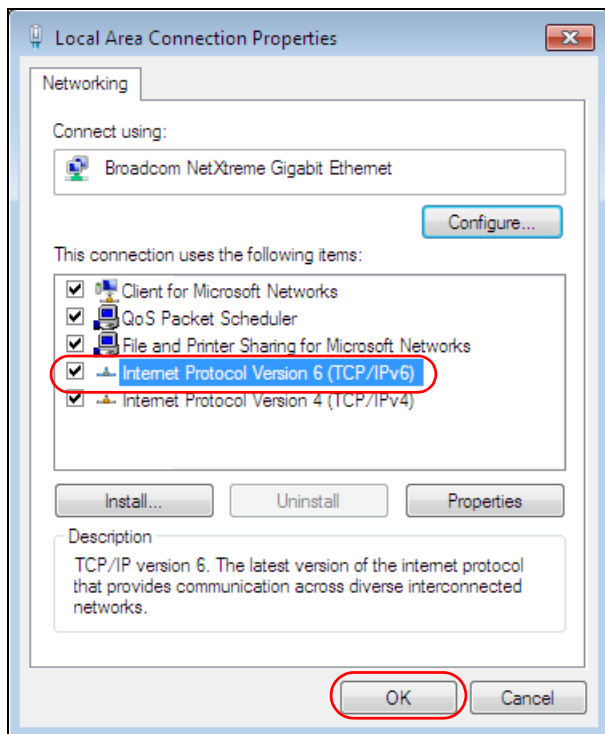 Local Area Connection Properties
Networking
Connect using:
Broadcom NetXtreme Gigabit Ethernet
Configure...
This connection uses the following items:
Client for Microsoft Networks
QoS Packet Scheduler
File and Printer Sharing for Microsoft Networks
Internet Protocol Version 6 (TCP/IPv6)
Internet Protocol Version 4 (TCP/IPv4)
Install... Uninstall Properties
Description
TCP/IP version 6. The latest version of the internet protocol
that provides communication across diverse interconnected
networks.
OK Cancel